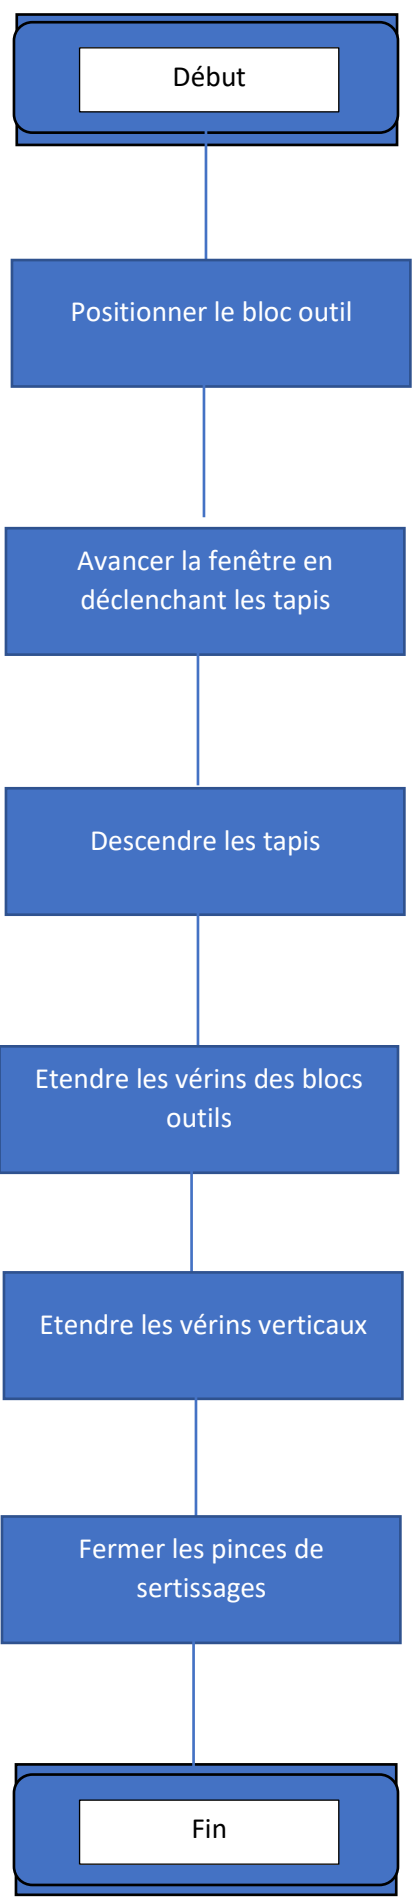 Début
Positionner le bloc outil
Avancer la fenêtre en
déclenchant les tapis
Descendre les tapis
Etendre les vérins des blocs
outils
Etendre les vérins verticaux
Fermer les pinces de
sertissages
Fin